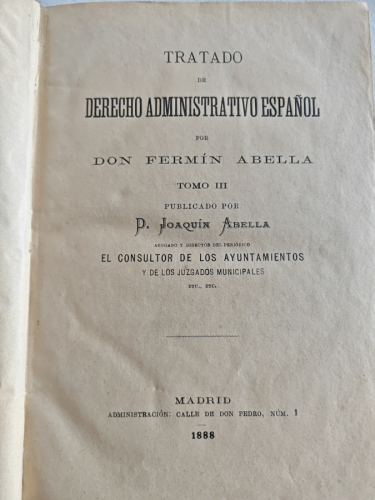 TRATADO
DE
DERECHO ADMINISTRATIVO ESPAÑOL
POR
DON FERMÍN ABELLA
TOMO III
PUBLICADO POR
D. JOAQUÍN ABELLA
ABOGADO Y DIRECTOR DEL PERIÓDICO
EL CONSULTOR DE LOS AYUNTAMIENTOS
Y DE LOS JUZGADOS MUNICIPALES
ETC., ETC.
MADRID
ADMINISTRACIÓN: CALLE DE DON PEDRO, NÚM. 1
1888